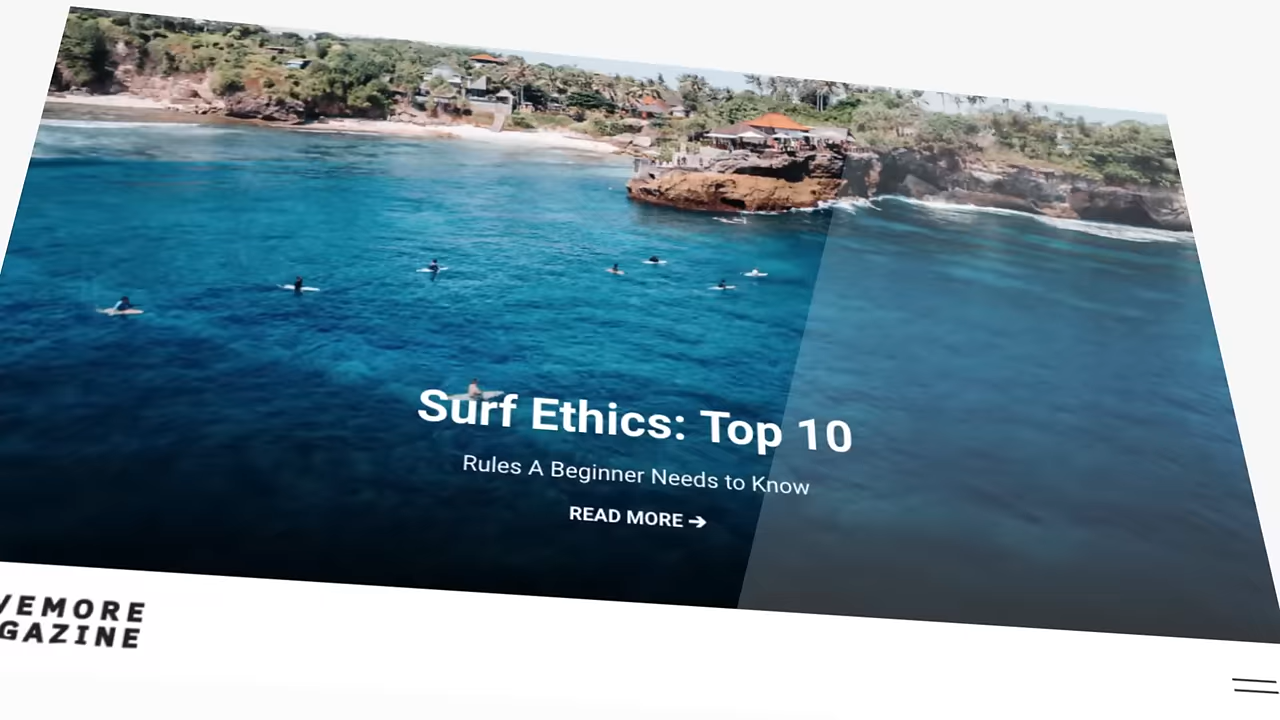 Surf Ethics: Top 10
Rules A Beginner Needs to Know
READ MORE ➔
VEMORE
GAZINE